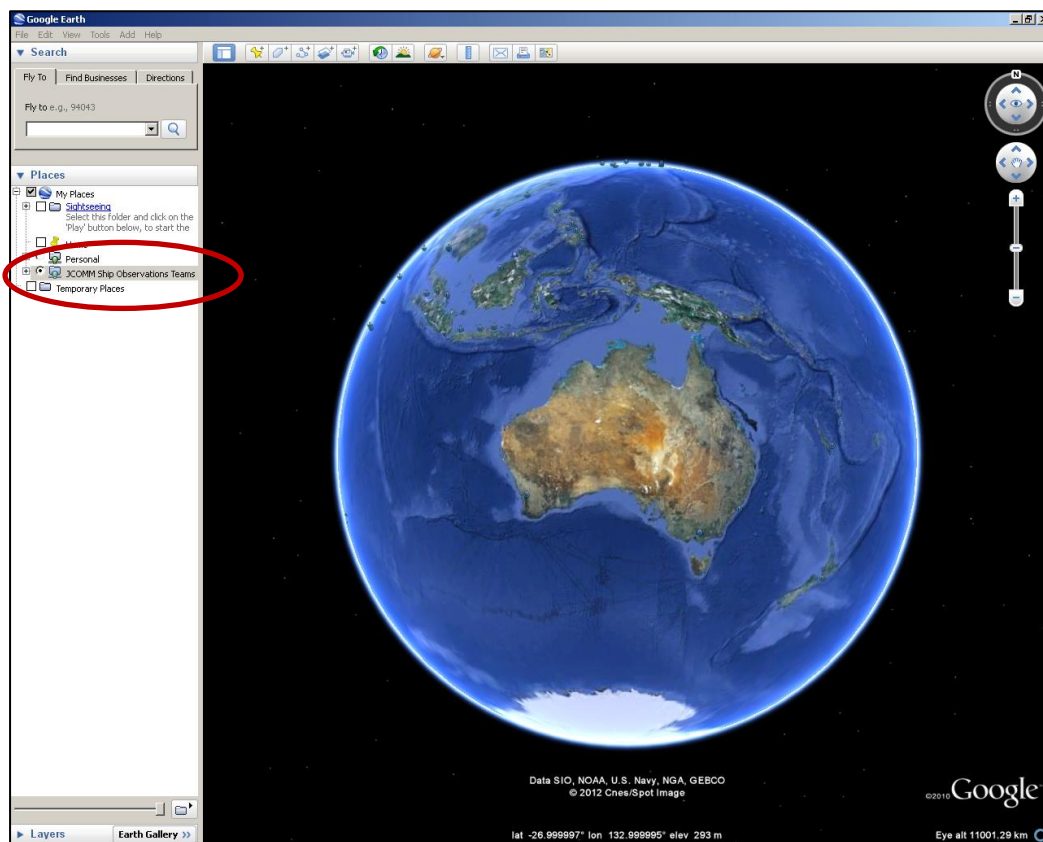 Google Earth
File Edit View Tools Add Help
Search
Fly To Find Businesses Directions
Fly to e.g., 94043
Places
My Places
Sightseeing
Select this folder and click on the
'Play' button below, to start the
Personal
JCOMM Ship Observations Teams
Temporary Places
Layers Earth Gallery >>
N
Data SIO, NOAA, U.S. Navy, NGA, GEBCO
© 2012 Cnes/Spot Image
©2010 Google
lat -26.999997° lon 132.999995° elev 293 m
Eye alt 11001.29 km